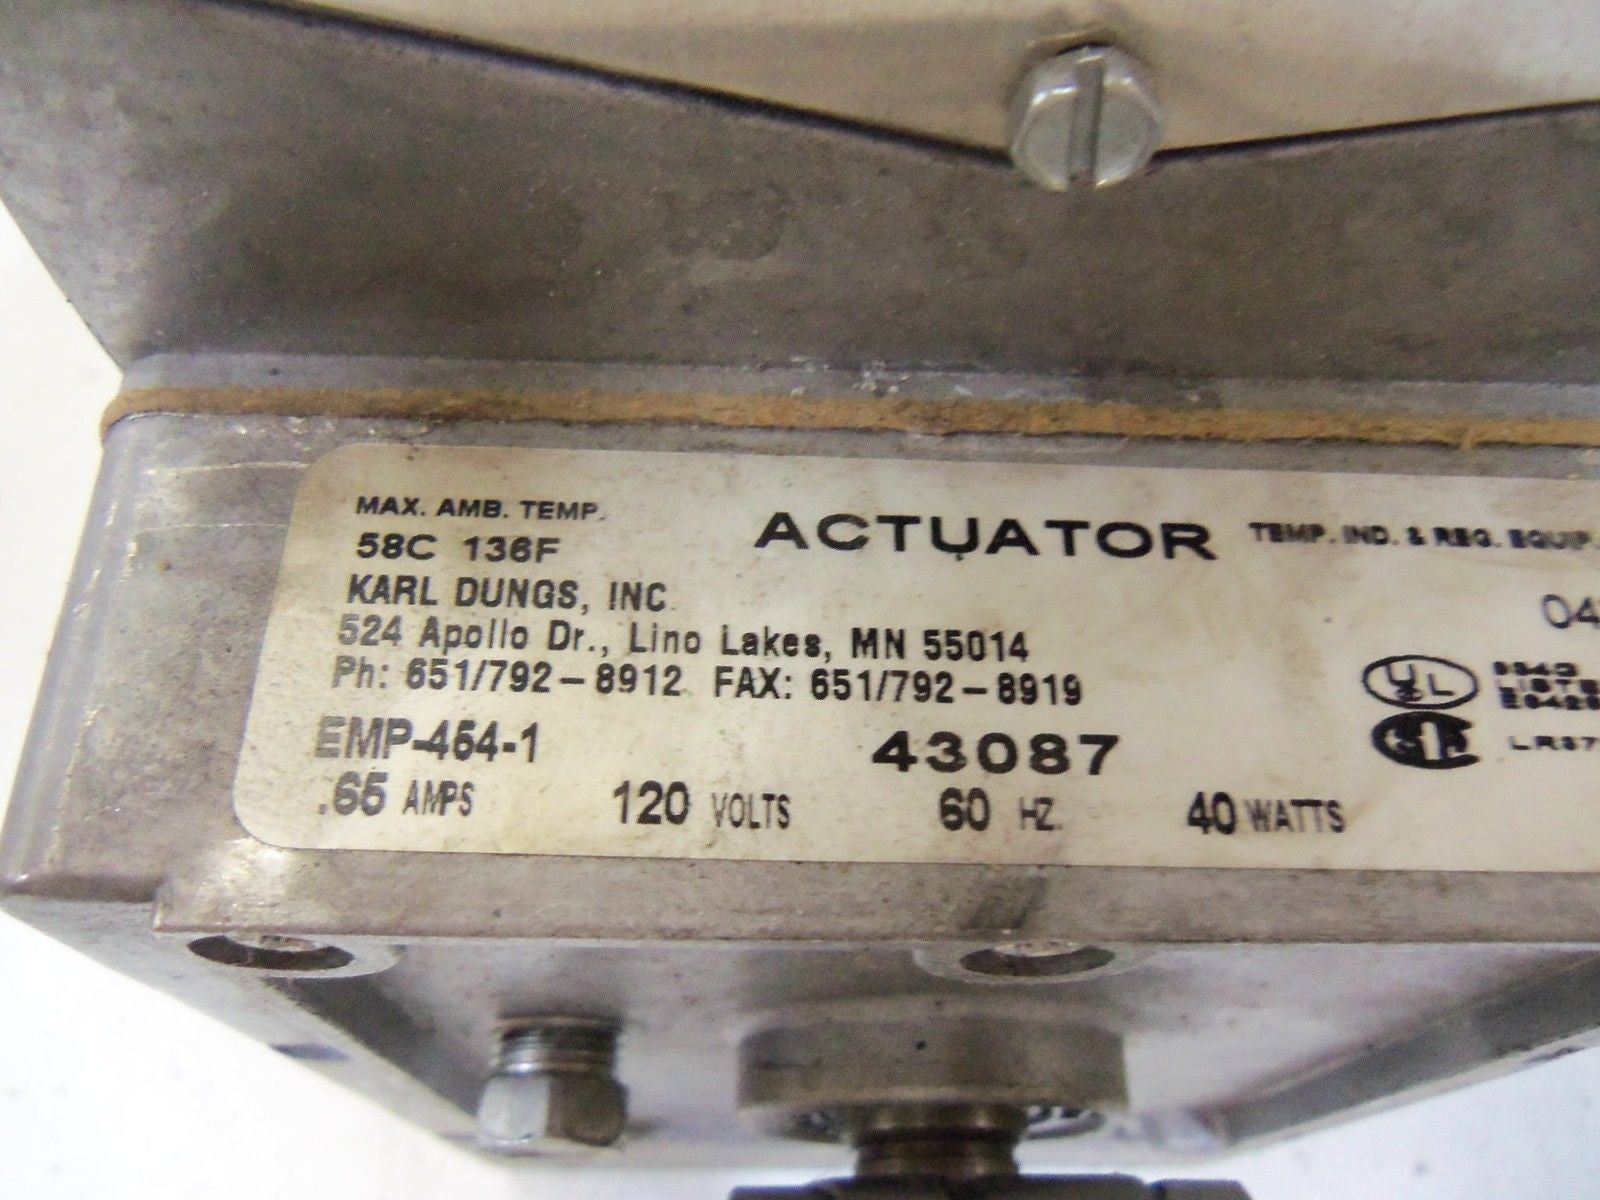 MAX. AMB. TEMP.
58C 136F
ACTUATOR
TEMP. IND. & REG. EQUIP.
KARL DUNGS, INC.
524 Apollo Dr., Lino Lakes, MN 55014
Ph: 651/792-8912 FAX: 651/792-8919
UL
EMP-454-1 43087
.65 AMPS 120 VOLTS 60 HZ. 40 WATTS